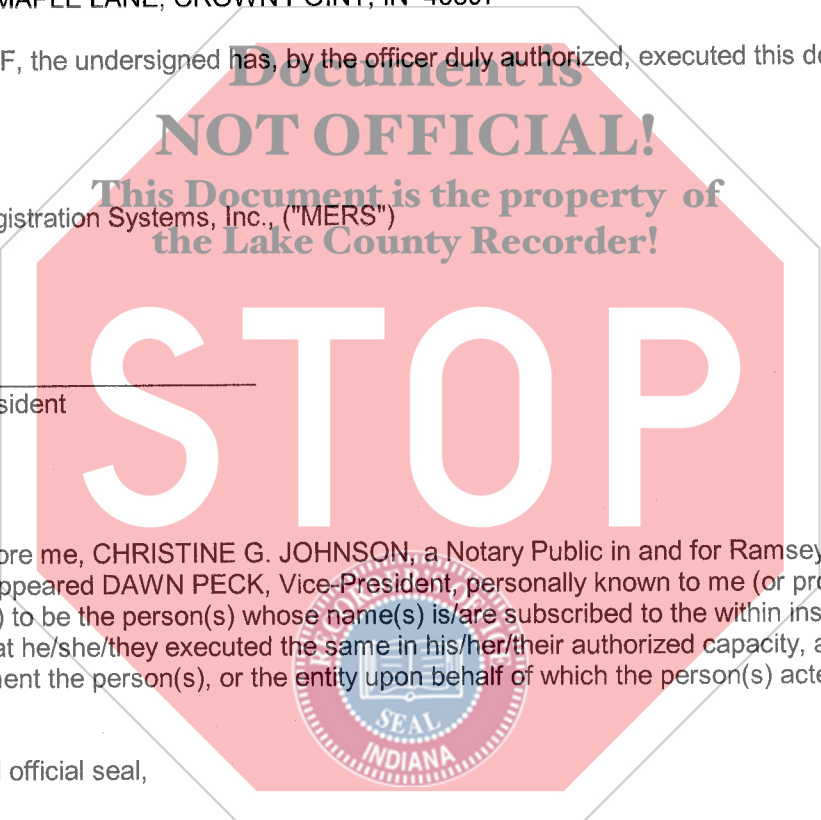 MAPLE LANE, CROWN POINT, IN 46307
F, the undersigned has, by the officer duly authorized, executed this de
Document is
NOT OFFICIAL!
This Document is the property of
gistration Systems, Inc., ("MERS")
the Lake County Recorder!
STOP
sident
ore me, CHRISTINE G. JOHNSON, a Notary Public in and for Ramsey
ppeared DAWN PECK, Vice-President, personally known to me (or pro
) to be the person(s) whose name(s) is/are subscribed to the within ins
at he/she/they executed the same in his/her/their authorized capacity, a
ent the person(s), or the entity upon behalf of which the person(s) acte
SEAL
INDIANA
official seal,